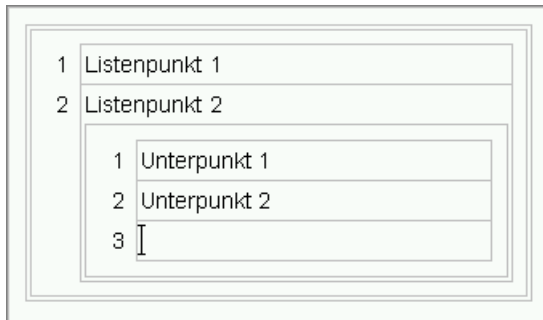 1 Listenpunkt 1
2 Listenpunkt 2
1 Unterpunkt 1
2 Unterpunkt 2
3